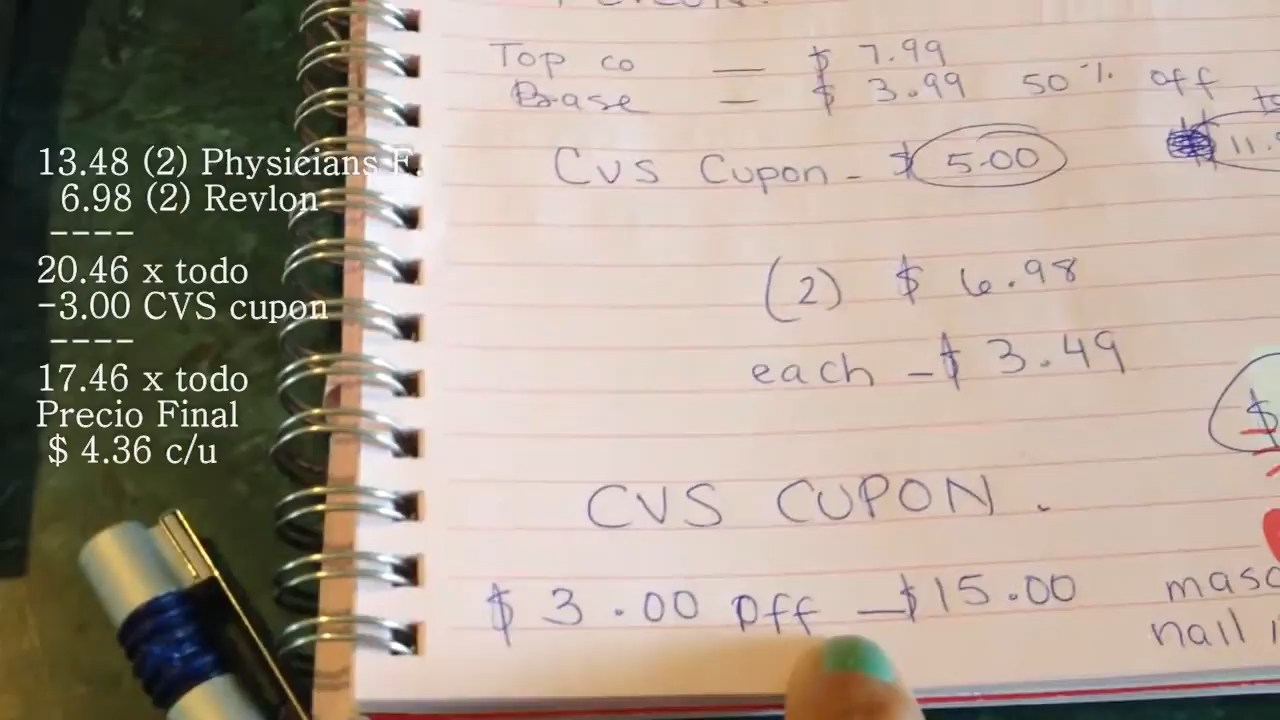 13.48 (2) Physicians F.
6.98 (2) Revlon
----
20.46 x todo
-3.00 CVS cupon
----
17.46 x todo
Precio Final
$ 4.36 c/u
Top co — $ 7.99
Base — $ 3.99 50% off
CVS Cupon - $ 5.00
(2) $ 6.98
each - $ 3.49
$
CVS CUPON.
$ 3.00 off - $15.00
nail